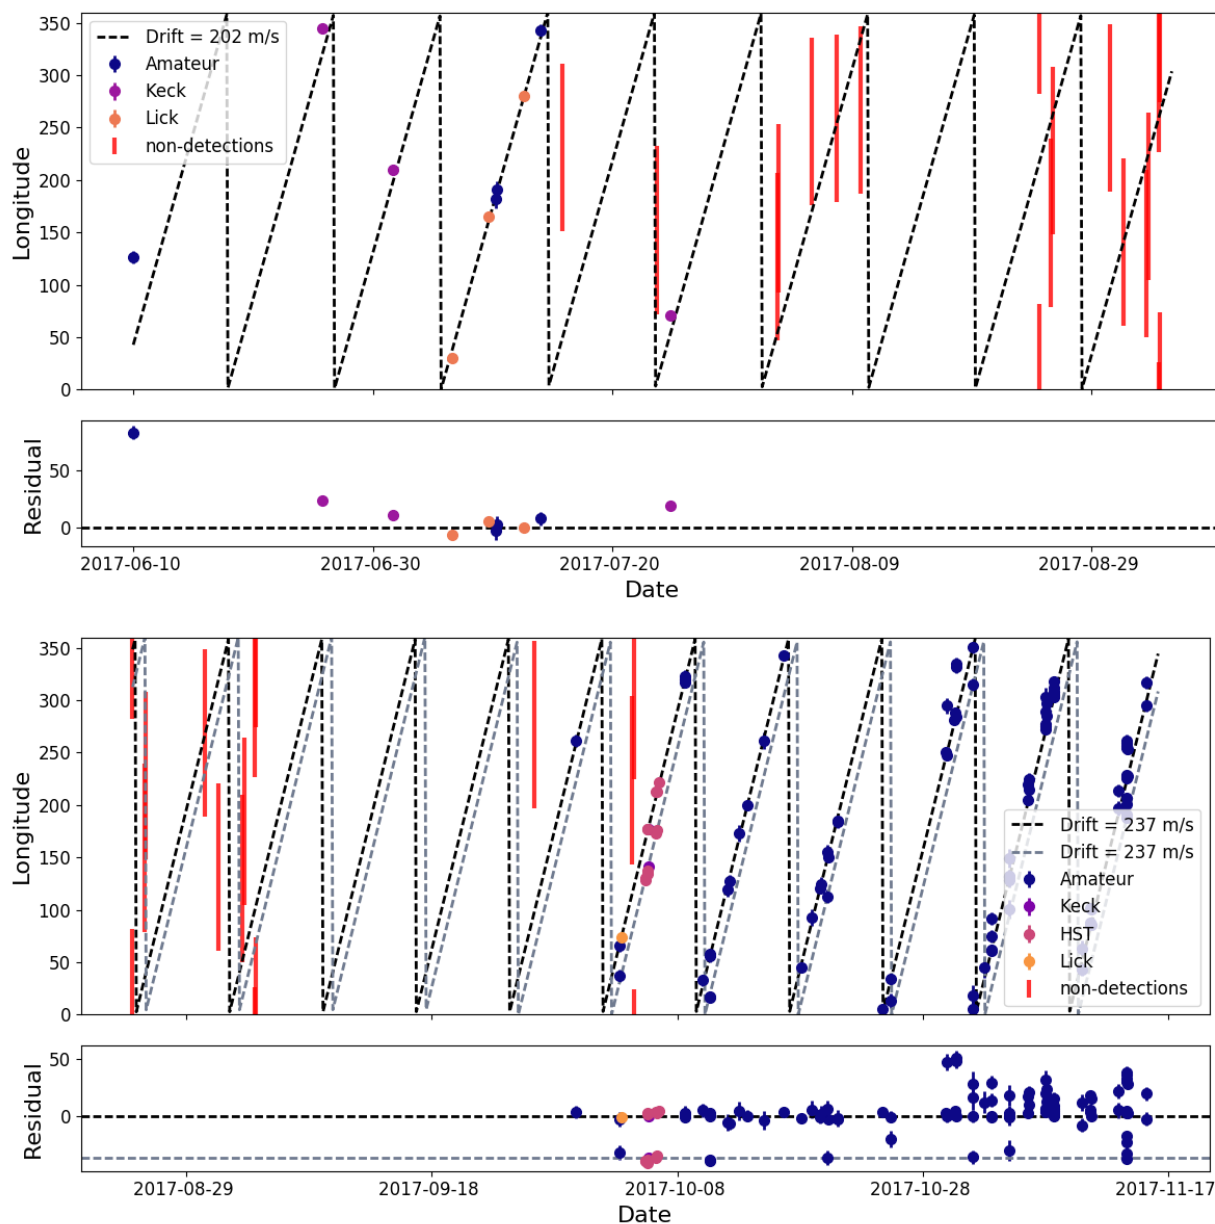 350
300
250
200
150
100
50
0
Longitude
Drift = 202 m/s
Amateur
Keck
Lick
non-detections
50
0
Residual
2017-06-10 2017-06-30 2017-07-20 2017-08-09 2017-08-29
Date
350
300
250
200
150
100
50
0
Longitude
Drift = 237 m/s
Drift = 237 m/s
Amateur
Keck
HST
Lick
non-detections
50
0
Residual
2017-08-29 2017-09-18 2017-10-08 2017-10-28 2017-11-17
Date